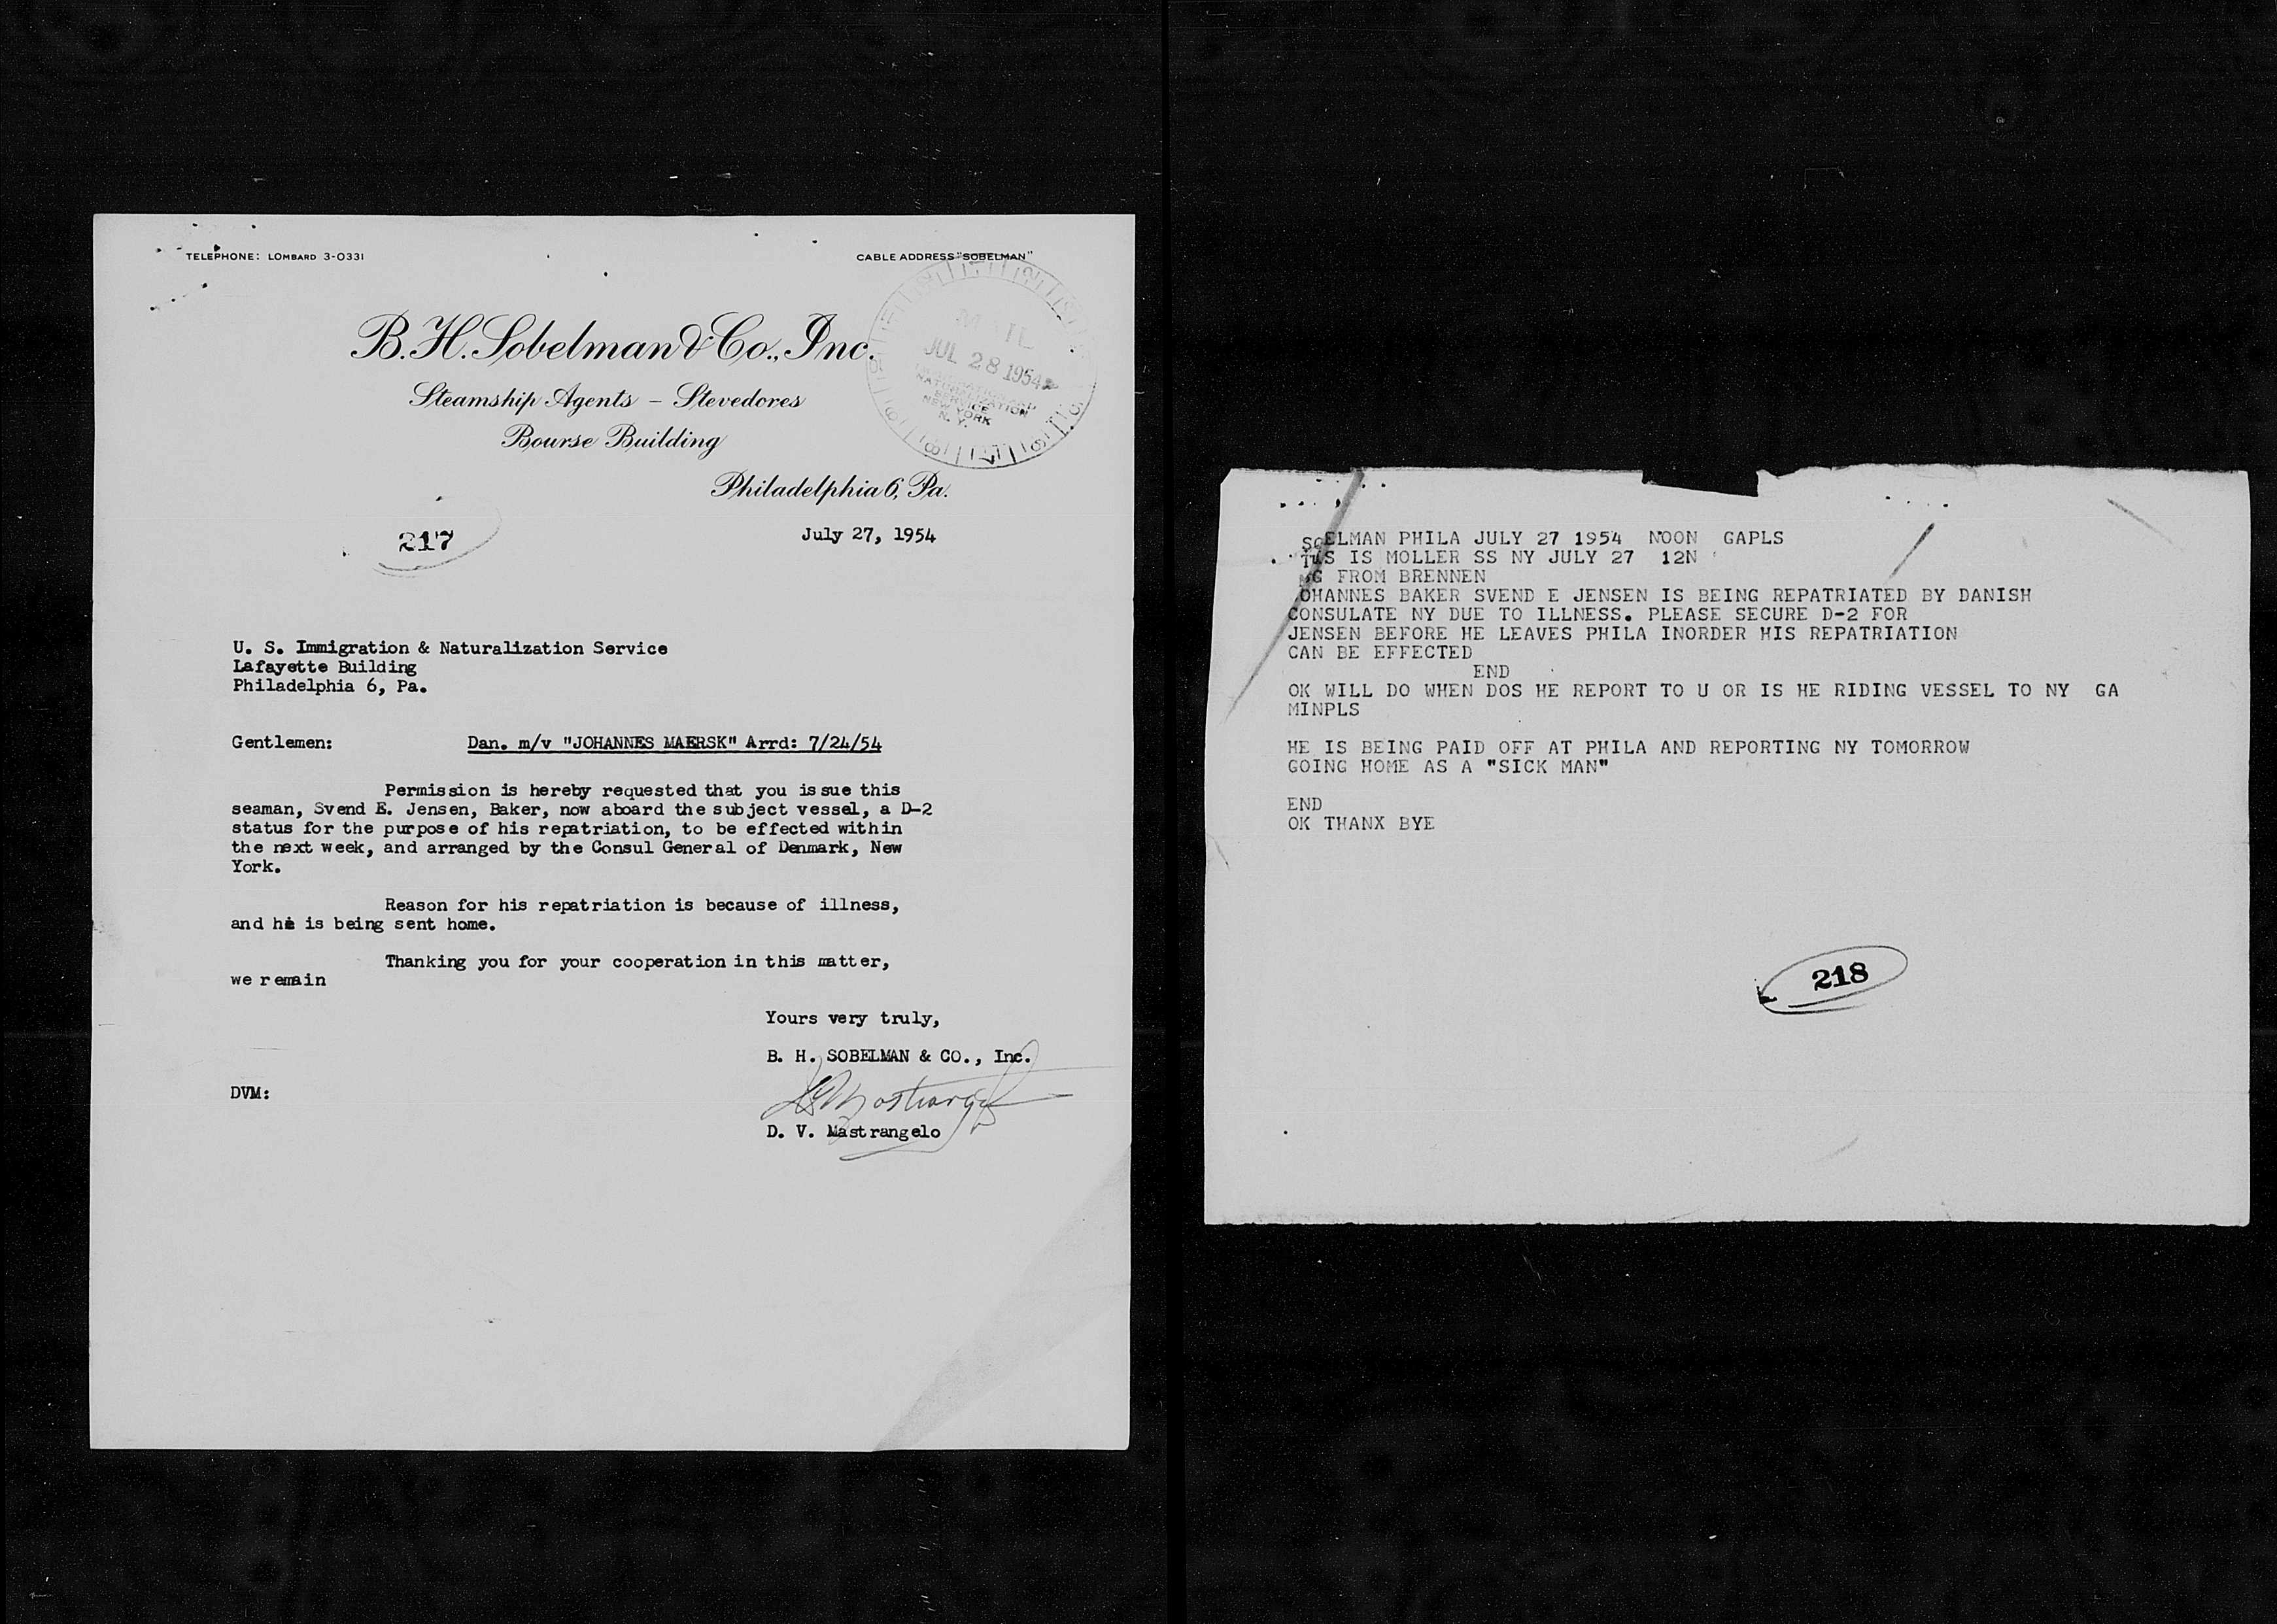 TELEPHONE: LOMBARD 3-0331
CABLE ADDRESS "SOBELMAN"
B. H. Sobelman & Co., Inc.
Steamship Agents – Stevedores
Bourse Building
Philadelphia 6, Pa.
MAIL
JUL 28 1954
IMMIGRATION AND
NATURALIZATION
SERVICE
NEW YORK
N. Y.
217
July 27, 1954
U. S. Immigration & Naturalization Service
Lafayette Building
Philadelphia 6, Pa.
Gentlemen: Dan. m/v "JOHANNES MAERSK" Arrd: 7/24/54
Permission is hereby requested that you issue this
seaman, Svend E. Jensen, Baker, now aboard the subject vessel, a D-2
status for the purpose of his repatriation, to be effected within
the next week, and arranged by the Consul General of Denmark, New
York.
Reason for his repatriation is because of illness,
and he is being sent home.
Thanking you for your cooperation in this matter,
we remain
Yours very truly,
B. H. SOBELMAN & CO., Inc.
DVM:
D. V. Mastrangelo
ELMAN PHILA JULY 27 1954 NOON GAPLS
IS MOLLER SS NY JULY 27 12N
G FROM BRENNEN
OHANNES BAKER SVEND E JENSEN IS BEING REPATRIATED BY DANISH
CONSULATE NY DUE TO ILLNESS. PLEASE SECURE D-2 FOR
JENSEN BEFORE HE LEAVES PHILA INORDER HIS REPATRIATION
CAN BE EFFECTED
END
OK WILL DO WHEN DOS HE REPORT TO U OR IS HE RIDING VESSEL TO NY GA
MINPLS
HE IS BEING PAID OFF AT PHILA AND REPORTING NY TOMORROW
GOING HOME AS A "SICK MAN"
END
OK THANX BYE
218